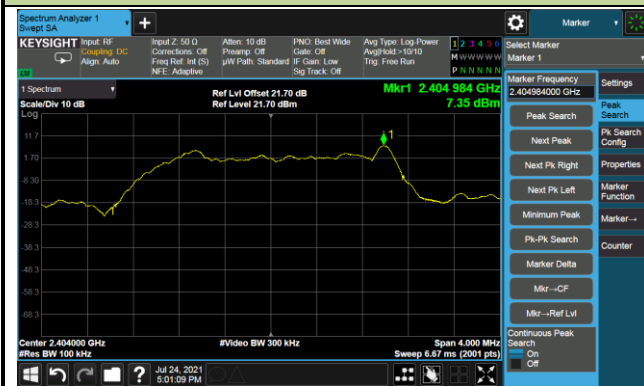 Spectrum Analyzer 1
Swept SA
+
Marker
KEYSIGHT
Input: RF
Coupling: DC
Align: Auto
Input Z: 50 Ω
Corrections: Off
Freq Ref: Int (S)
NFE: Adaptive
Atten: 10 dB
Preamp: Off
µW Path: Standard
PNO: Best Wide
Gate: Off
IF Gain: Low
Sig Track: Off
Avg Type: Log-Power
Avg|Hold:>10/10
Trig: Free Run
1 2 3 4 5 6
M W W W W W
P N N N N N
Select Marker
Marker 1
1 Spectrum
Scale/Div 10 dB
Log
Ref Lvl Offset 21.70 dB
Ref Level 21.70 dBm
Mkr1 2.404 984 GHz
7.35 dBm
1
11.7
1.70
-8.30
-18.3
-28.3
-38.3
-48.3
-58.3
-68.3
Center 2.404000 GHz
#Res BW 100 kHz
#Video BW 300 kHz
Span 4.000 MHz
Sweep 6.67 ms (2001 pts)
Marker Frequency
2.404984000 GHz
Peak Search
Next Peak
Next Pk Right
Next Pk Left
Minimum Peak
Pk-Pk Search
Marker Delta
Mkr→CF
Mkr→Ref Lvl
Continuous Peak
Search
On
Off
Settings
Peak
Search
Pk Search
Config
Properties
Marker
Function
Marker→
Counter
?
Jul 24, 2021
5:01:09 PM